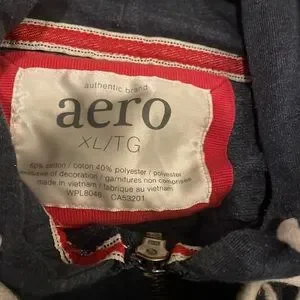 authentic brand
aero
XL/TG
60% cotton / coton 40% polyester / polyester
exclusive of decoration / garnitures non comprises
made in vietnam / fabrique au vietnam
WPL8046 CA53201